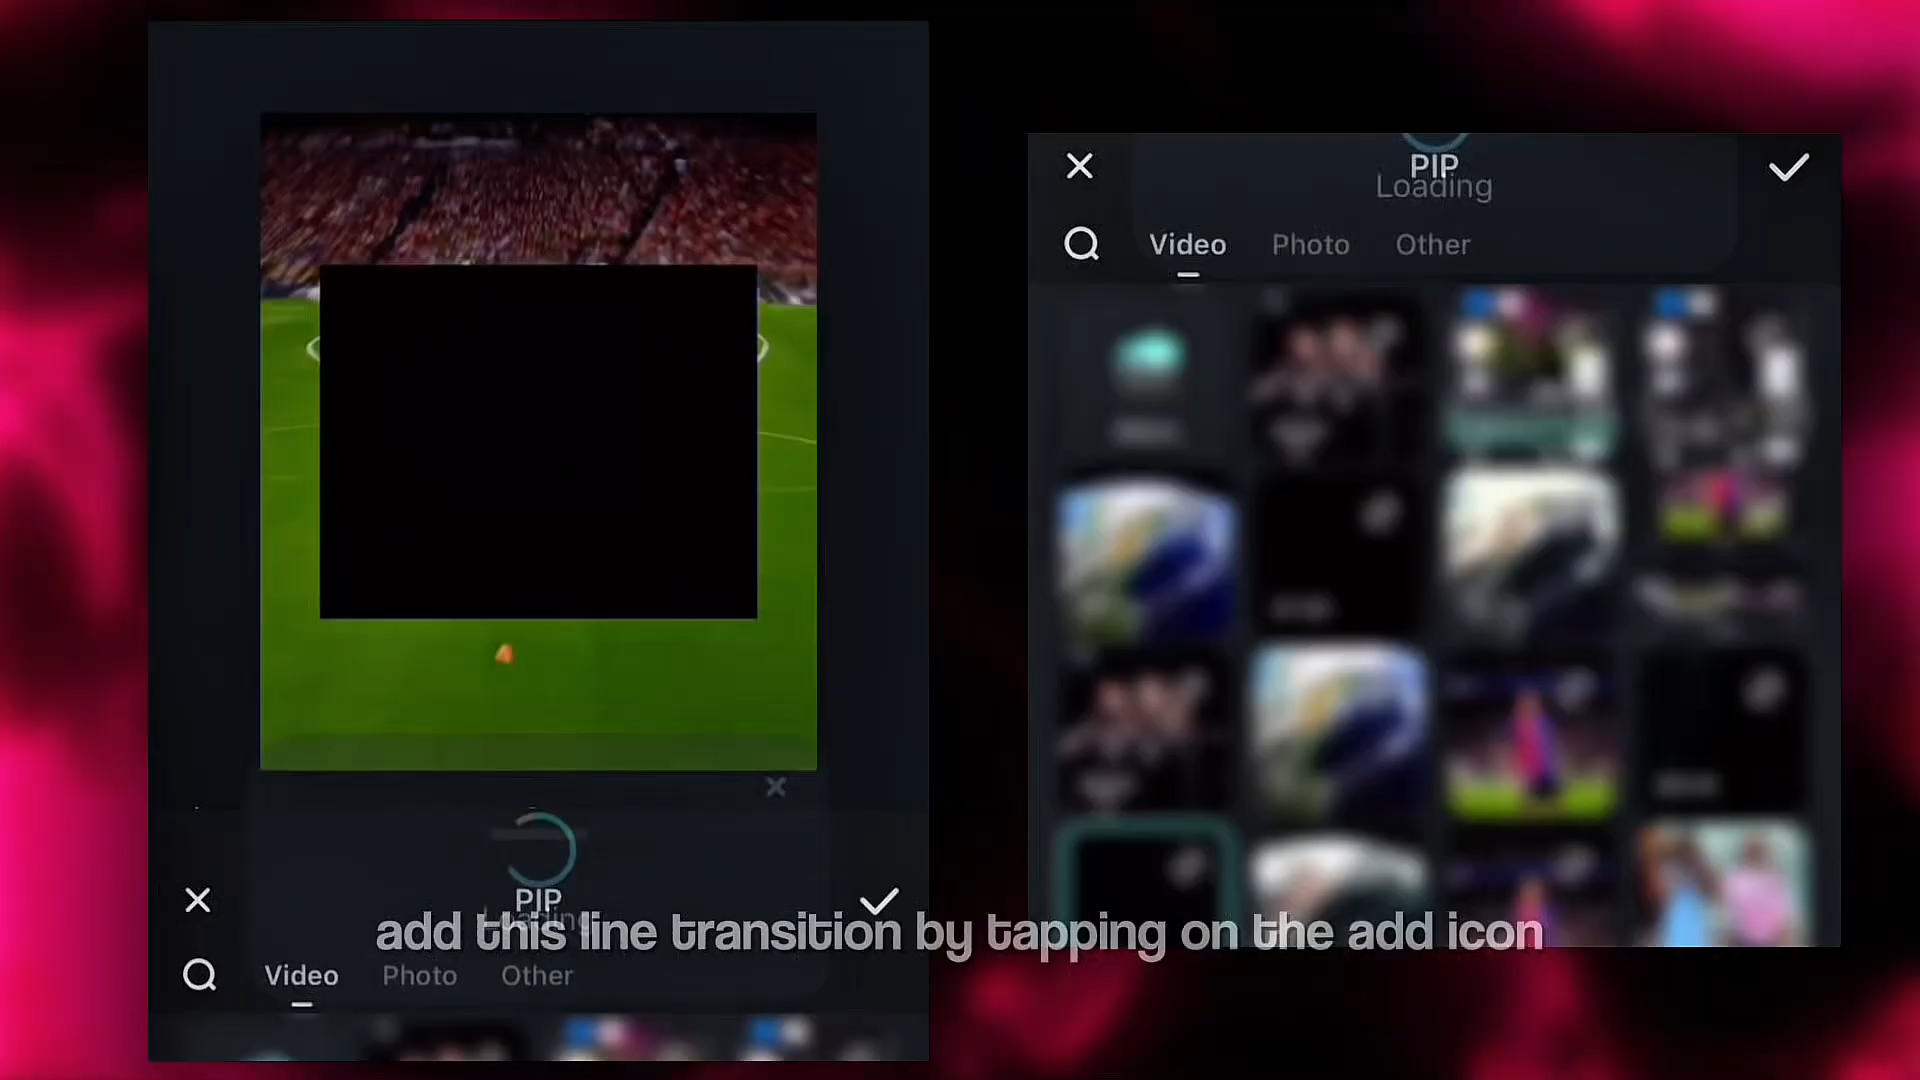 PIP
Loading
Video Photo Other
PIP
Loading
add this line transition by tapping on the add icon
Video Photo Other